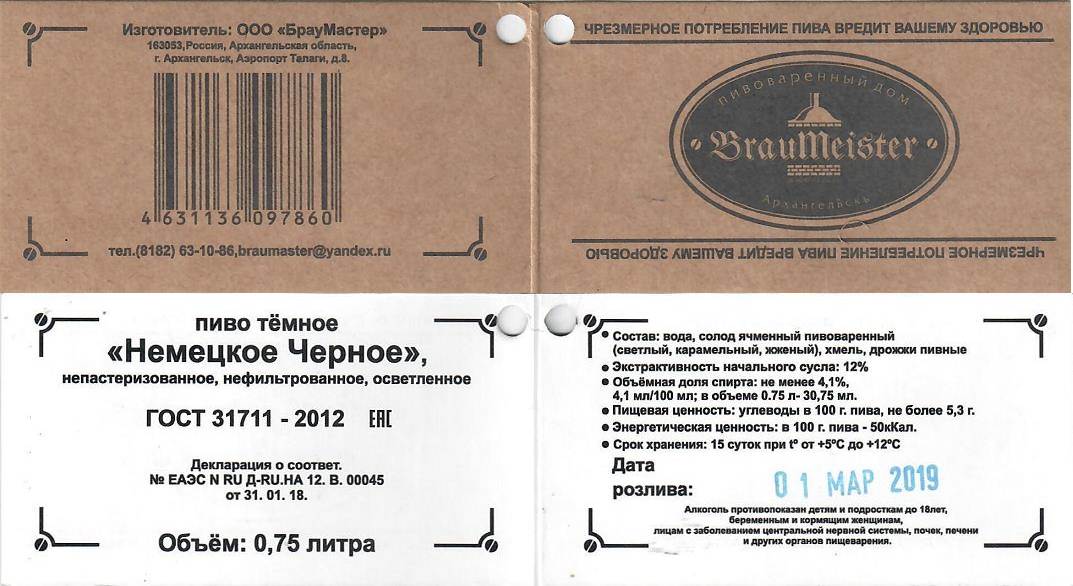 Изготовитель: ООО «БрауМастер»
163053,Россия, Архангельская область,
г. Архангельск, Аэропорт Талаги, д.8.
4 631136 097860
тел.(8182) 63-10-86,braumaster@yandex.ru
ЧРЕЗМЕРНОЕ ПОТРЕБЛЕНИЕ ПИВА ВРЕДИТ ВАШЕМУ ЗДОРОВЬЮ
пивоваренный дом
BrauMeister
Архангельскъ
ЧРЕЗМЕРНОЕ ПОТРЕБЛЕНИЕ ПИВА ВРЕДИТ ВАШЕМУ ЗДОРОВЬЮ
пиво тёмное
«Немецкое Черное»,
непастеризованное, нефильтрованное, осветленное
ГОСТ 31711 - 2012 EAC
Декларация о соответ.
№ ЕАЭС N RU Д-RU.НА 12. В. 00045
от 31. 01. 18.
Объём: 0,75 литра
• Состав: вода, солод ячменный пивоваренный
(светлый, карамельный, жженый), хмель, дрожжи пивные
• Экстрактивность начального сусла: 12%
• Объёмная доля спирта: не менее 4,1%,
4,1 мл/100 мл; в объеме 0.75 л- 30,75 мл.
• Пищевая ценность: углеводы в 100 г. пива, не более 5,3 г.
• Энергетическая ценность: в 100 г. пива - 50кКал.
• Срок хранения: 15 суток при tº от +5ºС до +12ºС
Дата
розлива: 01 МАР 2019
Алкоголь противопоказан детям и подросткам до 18лет,
беременным и кормящим женщинам,
лицам с заболеванием центральной нервной системы, почек, печени
и других органов пищеварения.